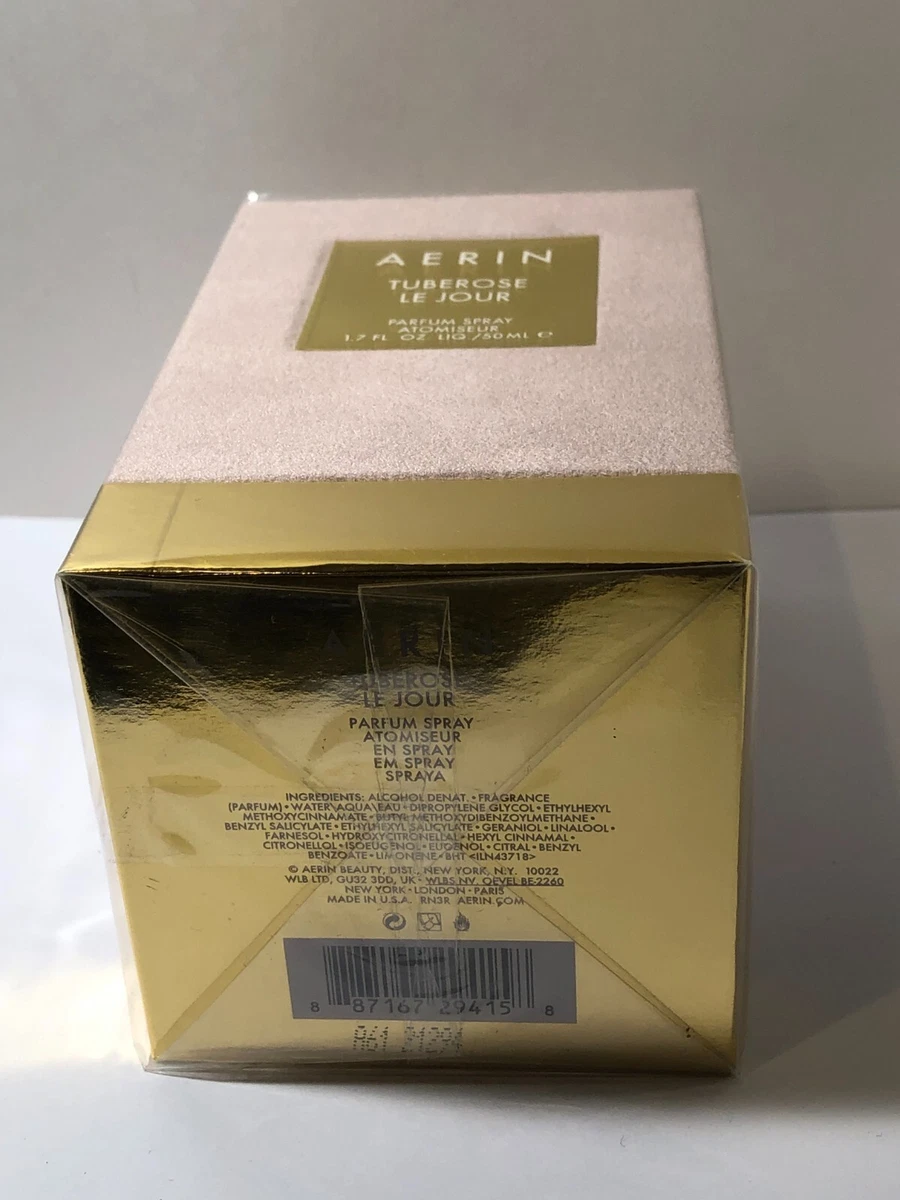 AERIN
TUBEROSE
LE JOUR
PARFUM SPRAY
ATOMISEUR
1.7 FL OZ LIQ /50ML ℮
AERIN
TUBEROSE
LE JOUR
PARFUM SPRAY
ATOMISEUR
EN SPRAY
EM SPRAY
SPRAYA
INGREDIENTS: ALCOHOL DENAT. • FRAGRANCE
(PARFUM) • WATER\AQUA\EAU • DIPROPYLENE GLYCOL • ETHYLHEXYL
METHOXYCINNAMATE • BUTYL METHOXYDIBENZOYLMETHANE •
BENZYL SALICYLATE • ETHYLHEXYL SALICYLATE • GERANIOL • LINALOOL •
FARNESOL • HYDROXYCITRONELLAL • HEXYL CINNAMAL •
CITRONELLOL • ISOEUGENOL • EUGENOL • CITRAL • BENZYL
BENZOATE • LIMONENE • BHT <ILN43718>
© AERIN BEAUTY, DIST., NEW YORK, N.Y. 10022
WLB LTD, GU32 3DD, UK • WLBS NV. OEVEL BE-2260
NEW YORK • LONDON • PARIS
MADE IN U.S.A. RN3R AERIN.COM
8 87167 29415 8